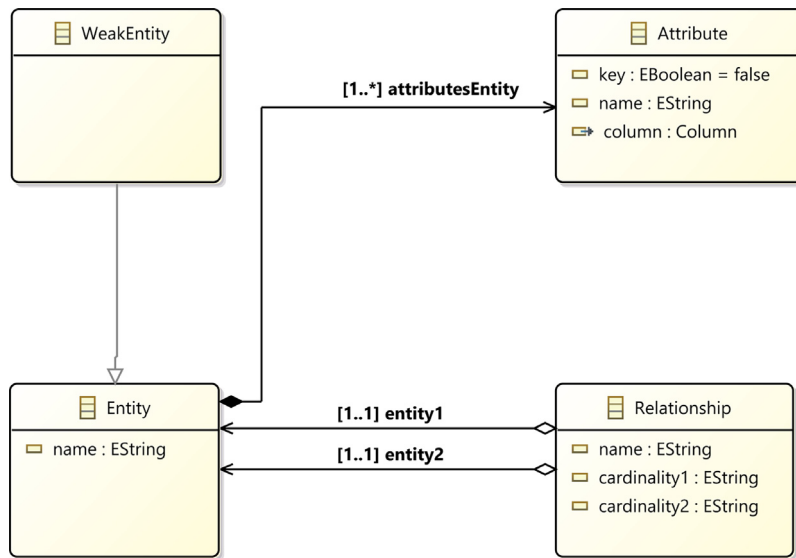 WeakEntity
Attribute
key : EBoolean = false
name : EString
column : Column
[1..*] attributesEntity
Entity
name : EString
[1..1] entity1
[1..1] entity2
Relationship
name : EString
cardinality1 : EString
cardinality2 : EString